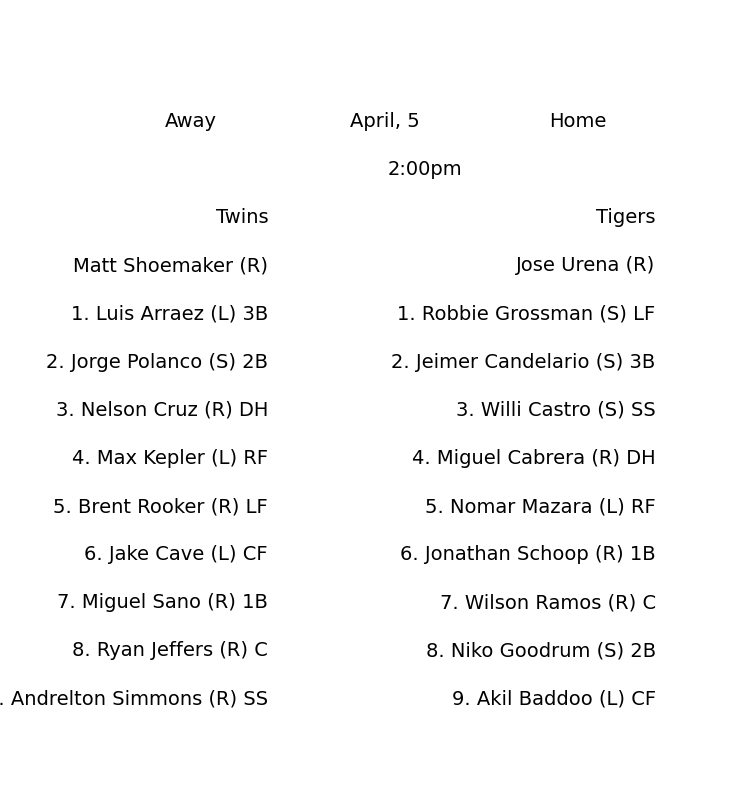 Away April, 5 Home
2:00pm
Twins Tigers
Matt Shoemaker (R) Jose Urena (R)
1. Luis Arraez (L) 3B 1. Robbie Grossman (S) LF
2. Jorge Polanco (S) 2B 2. Jeimer Candelario (S) 3B
3. Nelson Cruz (R) DH 3. Willi Castro (S) SS
4. Max Kepler (L) RF 4. Miguel Cabrera (R) DH
5. Brent Rooker (R) LF 5. Nomar Mazara (L) RF
6. Jake Cave (L) CF 6. Jonathan Schoop (R) 1B
7. Miguel Sano (R) 1B 7. Wilson Ramos (R) C
8. Ryan Jeffers (R) C 8. Niko Goodrum (S) 2B
. Andrelton Simmons (R) SS 9. Akil Baddoo (L) CF